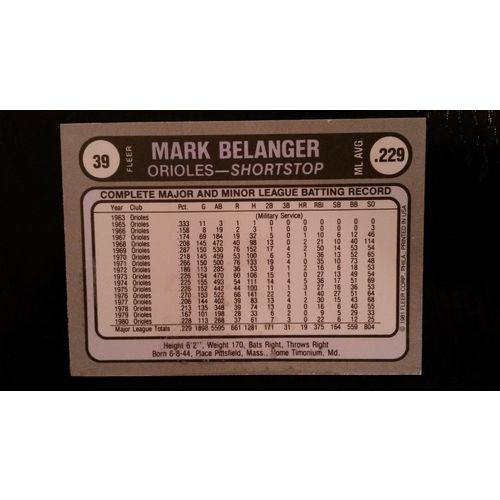 39
FLEER
MARK BELANGER
ORIOLES—SHORTSTOP
ML AVG
.229
COMPLETE MAJOR AND MINOR LEAGUE BATTING RECORD
Year Club Pct. G AB R H 2B 3B HR RBI SB BB SO
1963 Orioles (Military Service)
1965 Orioles .333 11 3 1 1 0 0 0 0 0 0 0
1966 Orioles .158 8 19 2 3 1 0 0 0 0 0 3
1967 Orioles .174 69 184 19 32 5 0 1 10 6 12 46
1968 Orioles .208 145 472 40 98 13 0 2 21 10 40 114
1969 Orioles .287 150 530 76 152 17 4 2 50 14 53 54
1970 Orioles .218 145 459 53 100 6 5 1 36 13 52 65
1971 Orioles .266 150 500 67 133 19 4 0 35 10 73 48
1972 Orioles .186 113 285 36 53 9 1 2 16 6 18 53
1973 Orioles .226 154 470 60 106 15 1 0 27 13 49 54
1974 Orioles .225 155 493 54 111 14 4 5 36 17 51 69
1975 Orioles .226 152 442 44 100 11 1 3 27 16 36 53
1976 Orioles .270 153 522 66 141 22 2 1 40 27 51 64
1977 Orioles .206 144 402 39 83 13 4 2 30 15 43 68
1978 Orioles .213 135 348 39 74 13 0 0 16 6 40 55
1979 Orioles .167 101 198 28 33 6 2 0 9 5 29 33
1980 Orioles .228 113 268 37 61 7 3 0 22 6 12 25
Major League Totals .229 1898 5595 661 1281 171 31 19 375 164 559 804
Height 6'2", Weight 170, Bats Right, Throws Right
Born 6-8-44, Place Pittsfield, Mass., Home Timonium, Md.
© 1981 FLEER CORP. PHILA. PRINTED IN USA